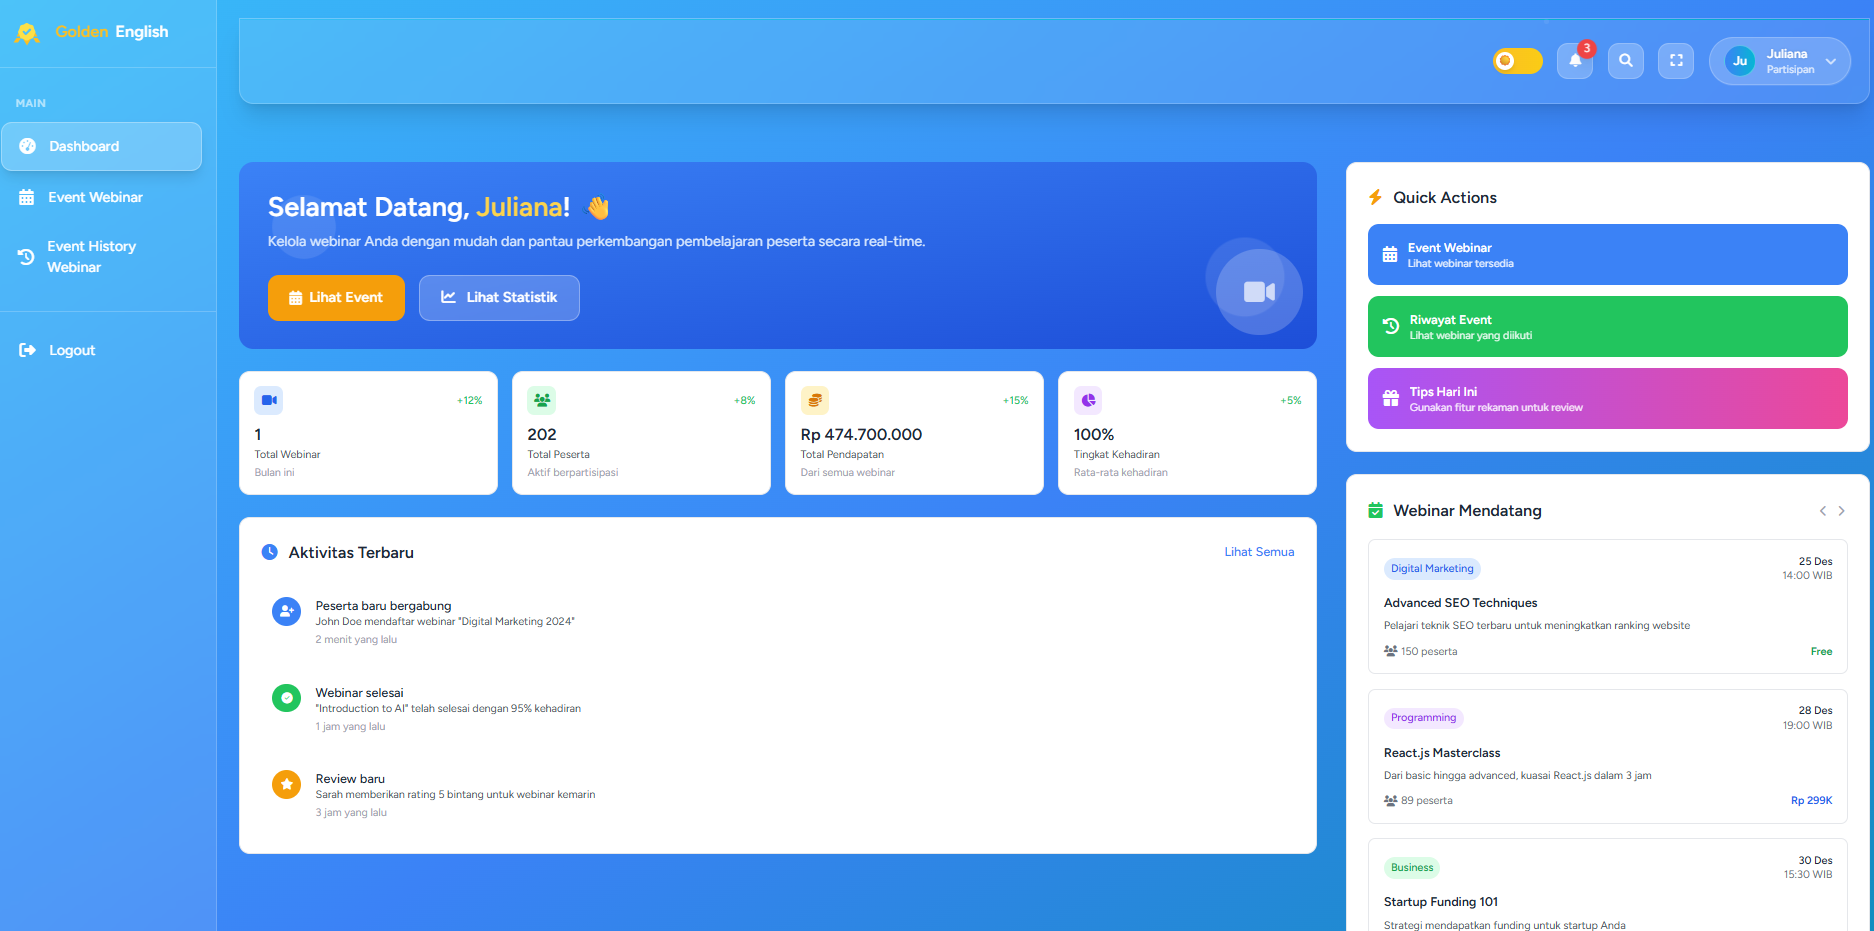 Golden English
MAIN
Dashboard
Event Webinar
Event History
Webinar
Logout
3
Ju
Juliana
Partisipan
Selamat Datang, Juliana! 👋
Kelola webinar Anda dengan mudah dan pantau perkembangan pembelajaran peserta secara real-time.
Lihat Event
Lihat Statistik
+12%
1
Total Webinar
Bulan ini
+8%
202
Total Peserta
Aktif berpartisipasi
+15%
Rp 474.700.000
Total Pendapatan
Dari semua webinar
+5%
100%
Tingkat Kehadiran
Rata-rata kehadiran
Aktivitas Terbaru
Lihat Semua
Peserta baru bergabung
John Doe mendaftar webinar "Digital Marketing 2024"
2 menit yang lalu
Webinar selesai
"Introduction to AI" telah selesai dengan 95% kehadiran
1 jam yang lalu
Review baru
Sarah memberikan rating 5 bintang untuk webinar kemarin
3 jam yang lalu
Quick Actions
Event Webinar
Lihat webinar tersedia
Riwayat Event
Lihat webinar yang diikuti
Tips Hari Ini
Gunakan fitur rekaman untuk review
Webinar Mendatang
Digital Marketing
25 Des
14:00 WIB
Advanced SEO Techniques
Pelajari teknik SEO terbaru untuk meningkatkan ranking website
150 peserta
Free
Programming
28 Des
19:00 WIB
React.js Masterclass
Dari basic hingga advanced, kuasai React.js dalam 3 jam
89 peserta
Rp 299K
Business
30 Des
15:30 WIB
Startup Funding 101
Strategi mendapatkan funding untuk startup Anda